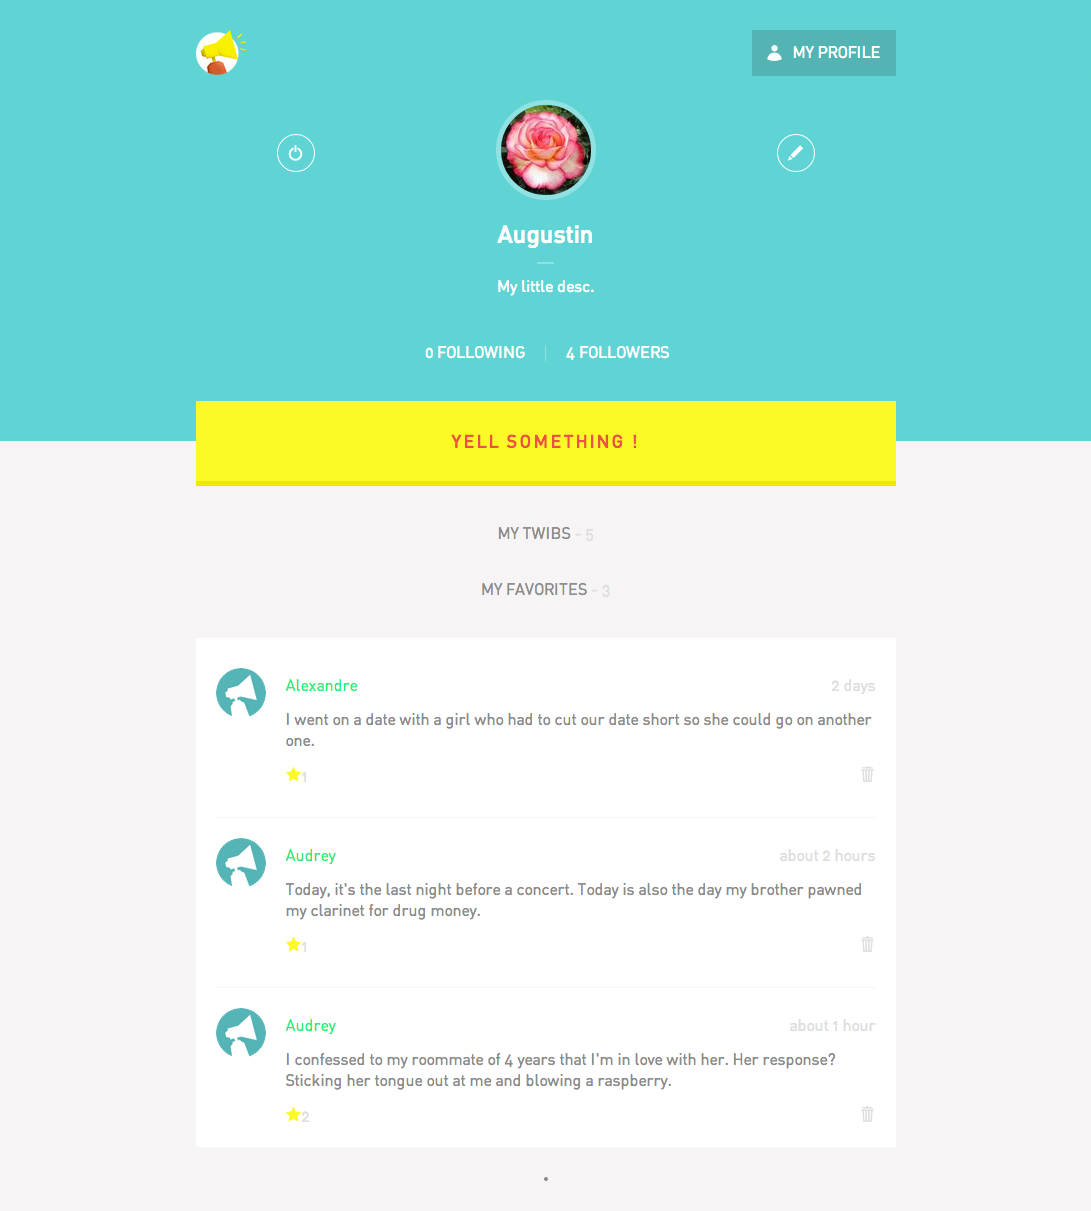 MY PROFILE
Augustin
My little desc.
0 FOLLOWING
4 FOLLOWERS
YELL SOMETHING !
MY TWIBS - 5
MY FAVORITES - 3
Alexandre
2 days
I went on a date with a girl who had to cut our date short so she could go on another
one.
1
Audrey
about 2 hours
Today, it's the last night before a concert. Today is also the day my brother pawned
my clarinet for drug money.
1
Audrey
about 1 hour
I confessed to my roommate of 4 years that I'm in love with her. Her response?
Sticking her tongue out at me and blowing a raspberry.
2